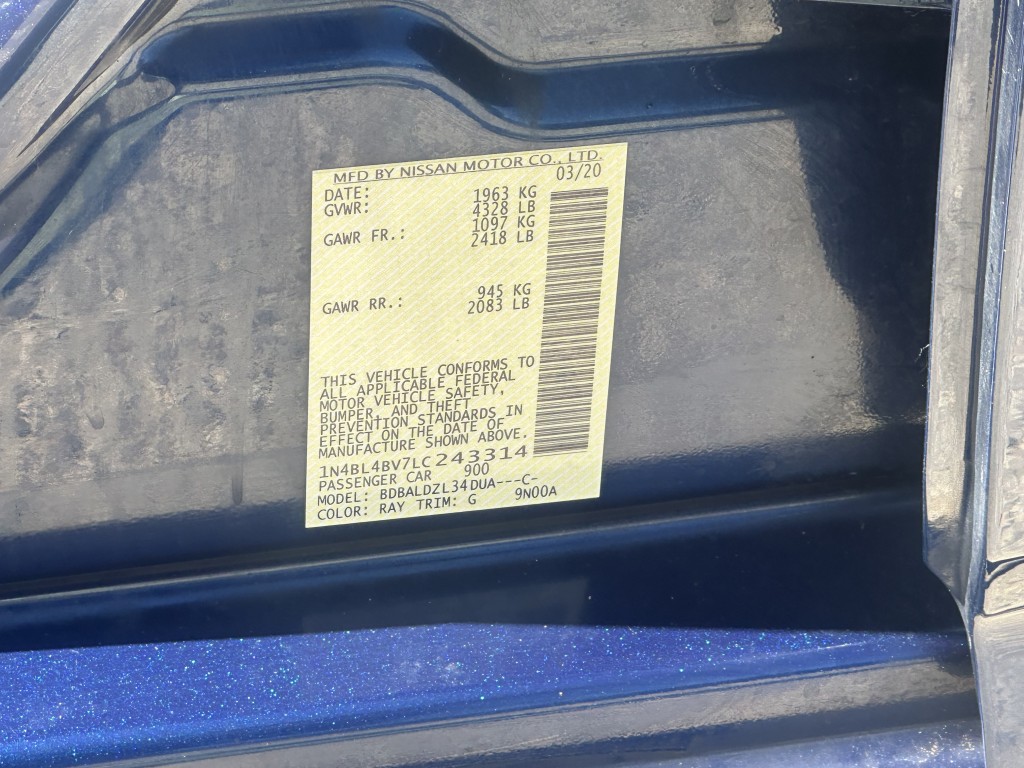 MFD BY NISSAN MOTOR CO., LTD.
DATE: 03/20
GVWR: 1963 KG
4328 LB
GAWR FR.: 1097 KG
2418 LB
GAWR RR.: 945 KG
2083 LB
THIS VEHICLE CONFORMS TO
ALL APPLICABLE FEDERAL
MOTOR VEHICLE SAFETY,
BUMPER, AND THEFT
PREVENTION STANDARDS IN
EFFECT ON THE DATE OF
MANUFACTURE SHOWN ABOVE.
1N4BL4BV7LC243314
PASSENGER CAR 900
MODEL: BDBALDZL34DUA---C-
COLOR: RAY TRIM: G 9N00A